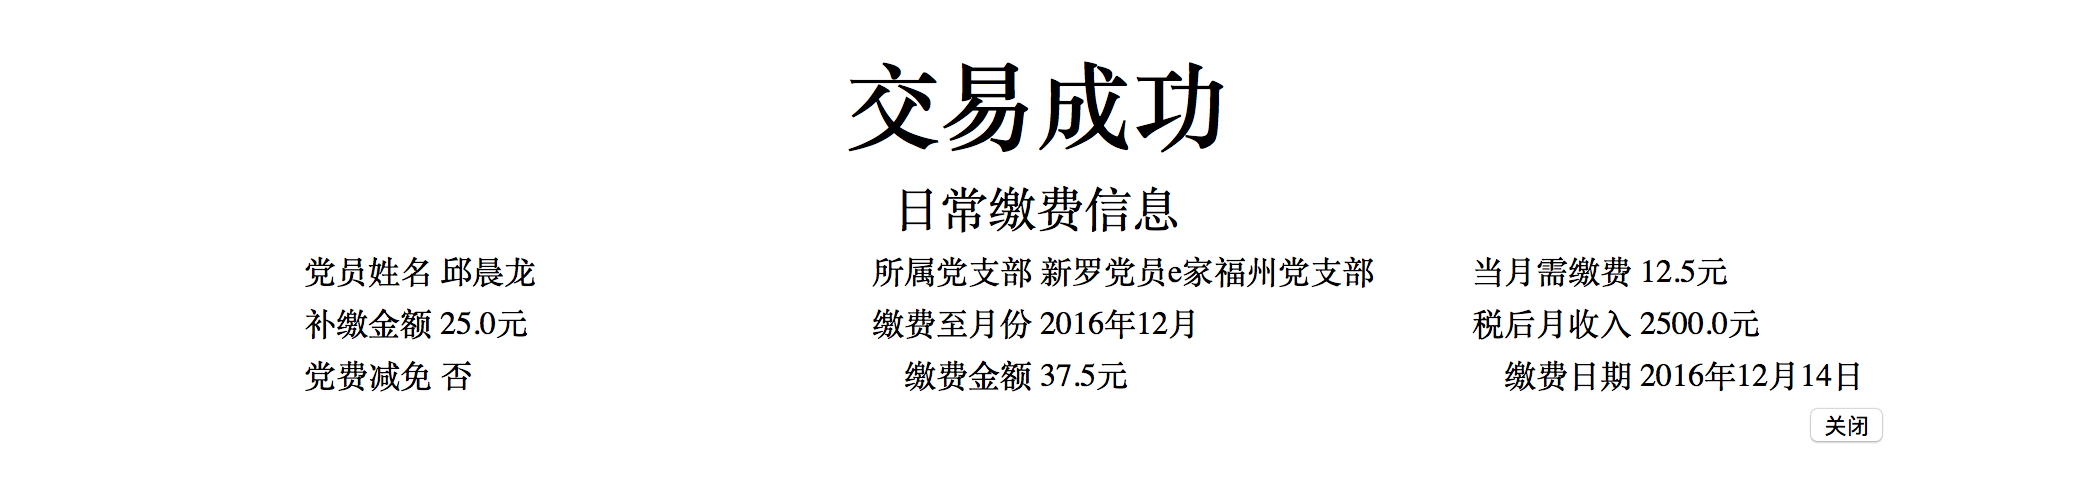 交易成功
日常缴费信息
党员姓名 邱晨龙 所属党支部 新罗党员e家福州党支部 当月需缴费 12.5元
补缴金额 25.0元 缴费至月份 2016年12月 税后月收入 2500.0元
党费减免 否 缴费金额 37.5元 缴费日期 2016年12月14日
关闭